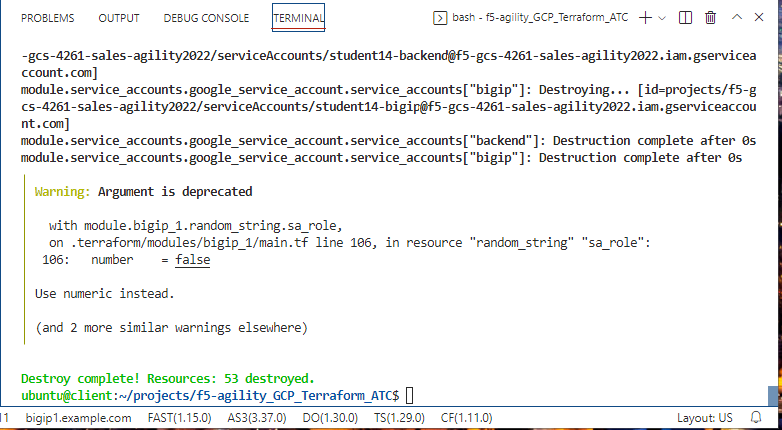 PROBLEMS OUTPUT DEBUG CONSOLE TERMINAL bash - f5-agility_GCP_Terraform_ATC
-gcs-4261-sales-agility2022/serviceAccounts/student14-backend@f5-gcs-4261-sales-agility2022.iam.gservicea
ccount.com]
module.service_accounts.google_service_account.service_accounts["bigip"]: Destroying... [id=projects/f5-g
cs-4261-sales-agility2022/serviceAccounts/student14-bigip@f5-gcs-4261-sales-agility2022.iam.gserviceaccou
nt.com]
module.service_accounts.google_service_account.service_accounts["backend"]: Destruction complete after 0s
module.service_accounts.google_service_account.service_accounts["bigip"]: Destruction complete after 0s
Warning: Argument is deprecated
with module.bigip_1.random_string.sa_role,
on .terraform/modules/bigip_1/main.tf line 106, in resource "random_string" "sa_role":
106: number = false
Use numeric instead.
(and 2 more similar warnings elsewhere)
Destroy complete! Resources: 53 destroyed.
ubuntu@client:~/projects/f5-agility_GCP_Terraform_ATC$
11 bigip1.example.com FAST(1.15.0) AS3(3.37.0) DO(1.30.0) TS(1.29.0) CF(1.11.0) Layout: US